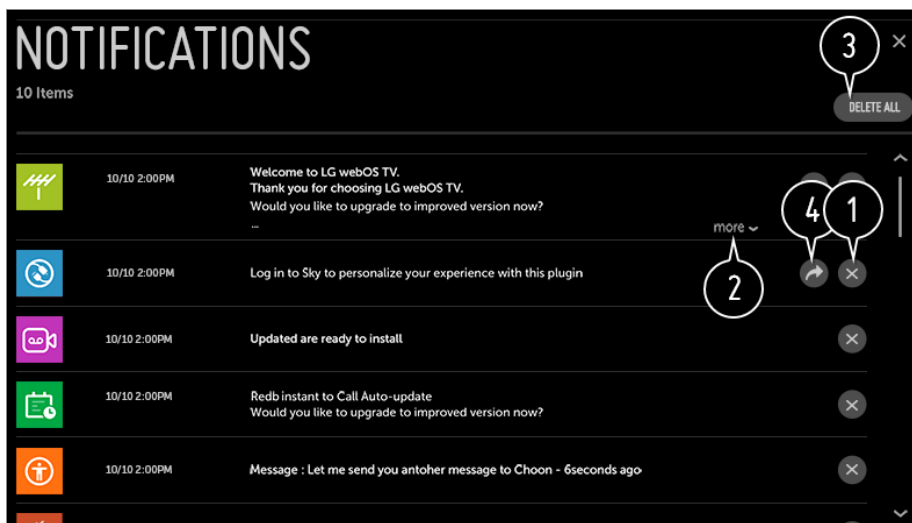 NOTIFICATIONS
3
10 Items
DELETE ALL
10/10 2:00PM
Welcome to LG webOS TV.
Thank you for choosing LG webOS TV.
Would you like to upgrade to improved version now?
...
more
4
1
2
10/10 2:00PM
Log in to Sky to personalize your experience with this plugin
10/10 2:00PM
Updated are ready to install
10/10 2:00PM
Redb instant to Call Auto-update
Would you like to upgrade to improved version now?
10/10 2:00PM
Message : Let me send you antoher message to Choon - 6seconds ago